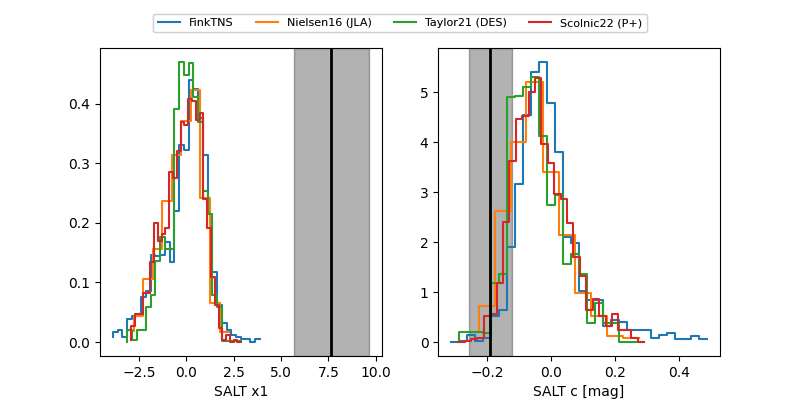 FinkTNS Nielsen16 (JLA) Taylor21 (DES) Scolnic22 (P+)
0.4
0.3
0.2
0.1
0.0
−2.5 0.0 2.5 5.0 7.5 10.0
SALT x1
5
4
3
2
1
0
−0.2 0.0 0.2 0.4
SALT c [mag]